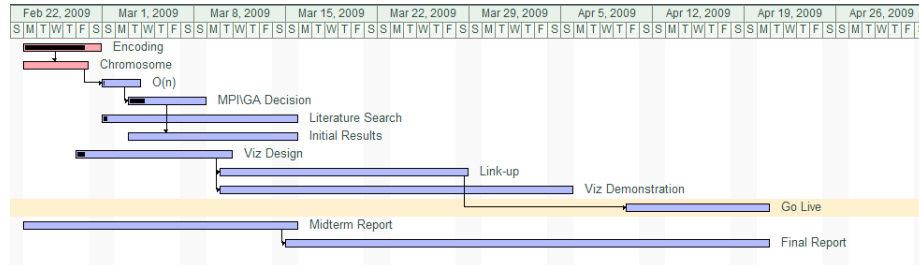 Feb 22, 2009 Mar 1, 2009 Mar 8, 2009 Mar 15, 2009 Mar 22, 2009 Mar 29, 2009 Apr 5, 2009 Apr 12, 2009 Apr 19, 2009 Apr 26, 2009
S M T W T F S S M T W T F S S M T W T F S S M T W T F S S M T W T F S S M T W T F S S M T W T F S S M T W T F S S M T W T F S S M T W T F S
Encoding
Chromosome
O(n)
MPI\GA Decision
Literature Search
Initial Results
Viz Design
Link-up
Viz Demonstration
Go Live
Midterm Report
Final Report